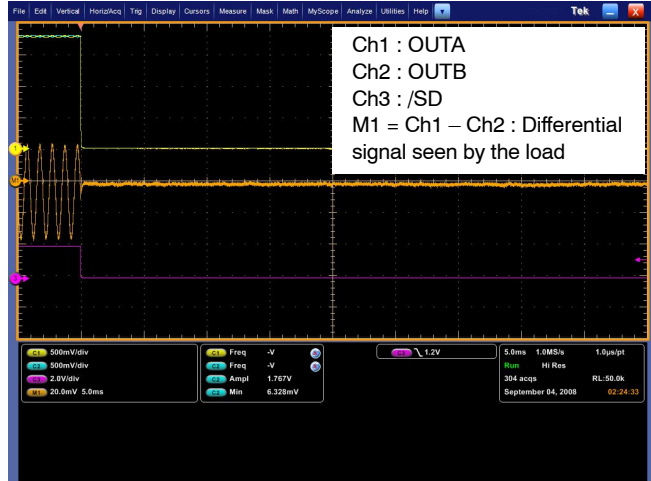 File Edit Vertical Horiz/Acq Trig Display Cursors Measure Mask Math MyScope Analyze Utilities Help Tek X
Ch1 : OUTA
Ch2 : OUTB
Ch3 : /SD
M1 = Ch1 – Ch2 : Differential
signal seen by the load
1
M1
3
C1 500mV/div
C2 500mV/div
C3 2.0V/div
M1 20.0mV 5.0ms
C1 Freq -V
C2 Freq -V
C2 Ampl 1.767V
C2 Min 6.328mV
C3 1.2V
5.0ms 1.0MS/s 1.0µs/pt
Run Hi Res
304 acqs RL:50.0k
September 04, 2008 02:24:33